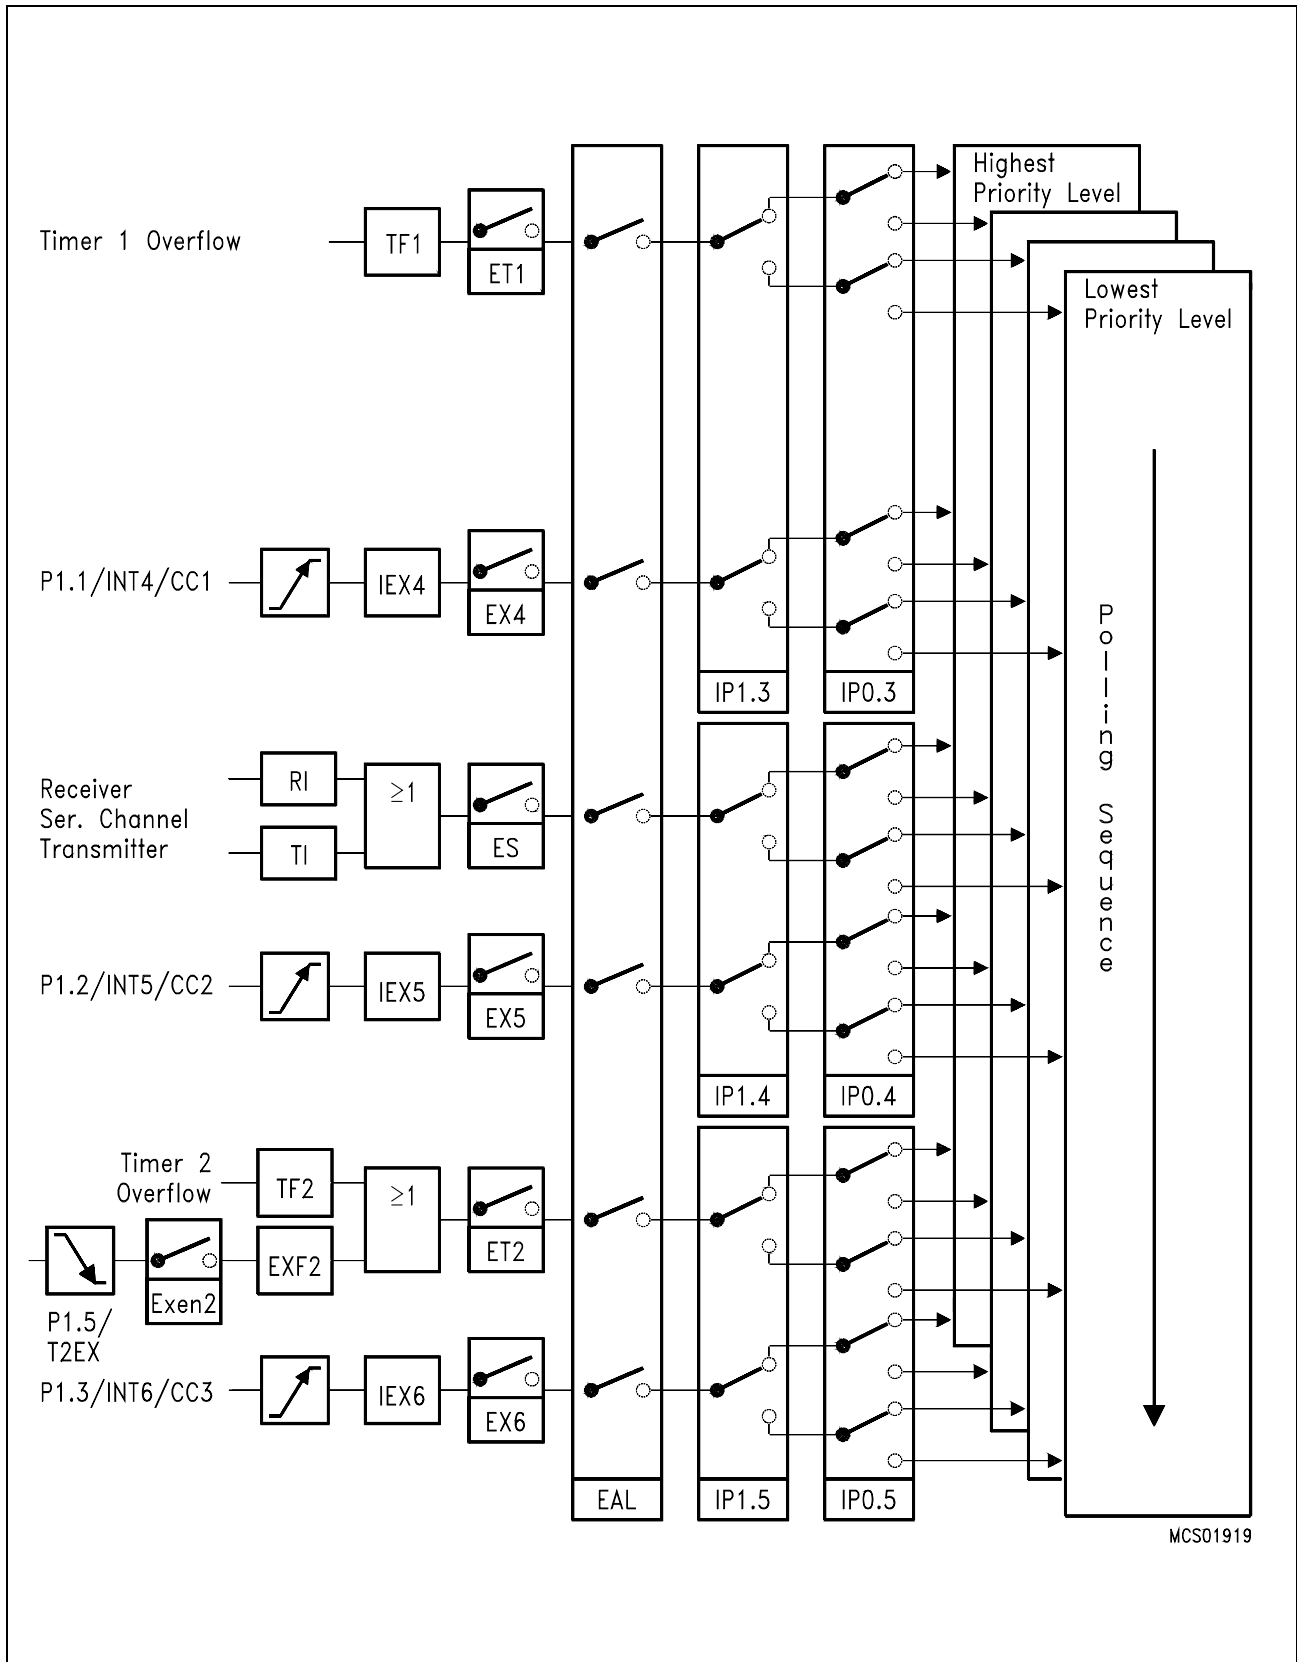 Highest
Priority Level
Timer 1 Overflow
TF1
ET1
Lowest
Priority Level
P1.1/INT4/CC1
IEX4
EX4
IP1.3
IP0.3
Polling Sequence
Receiver
Ser. Channel
Transmitter
RI
TI
≥1
ES
P1.2/INT5/CC2
IEX5
EX5
IP1.4
IP0.4
Timer 2
Overflow
TF2
≥1
ET2
EXF2
Exen2
P1.5/
T2EX
P1.3/INT6/CC3
IEX6
EX6
EAL
IP1.5
IP0.5
MCS01919